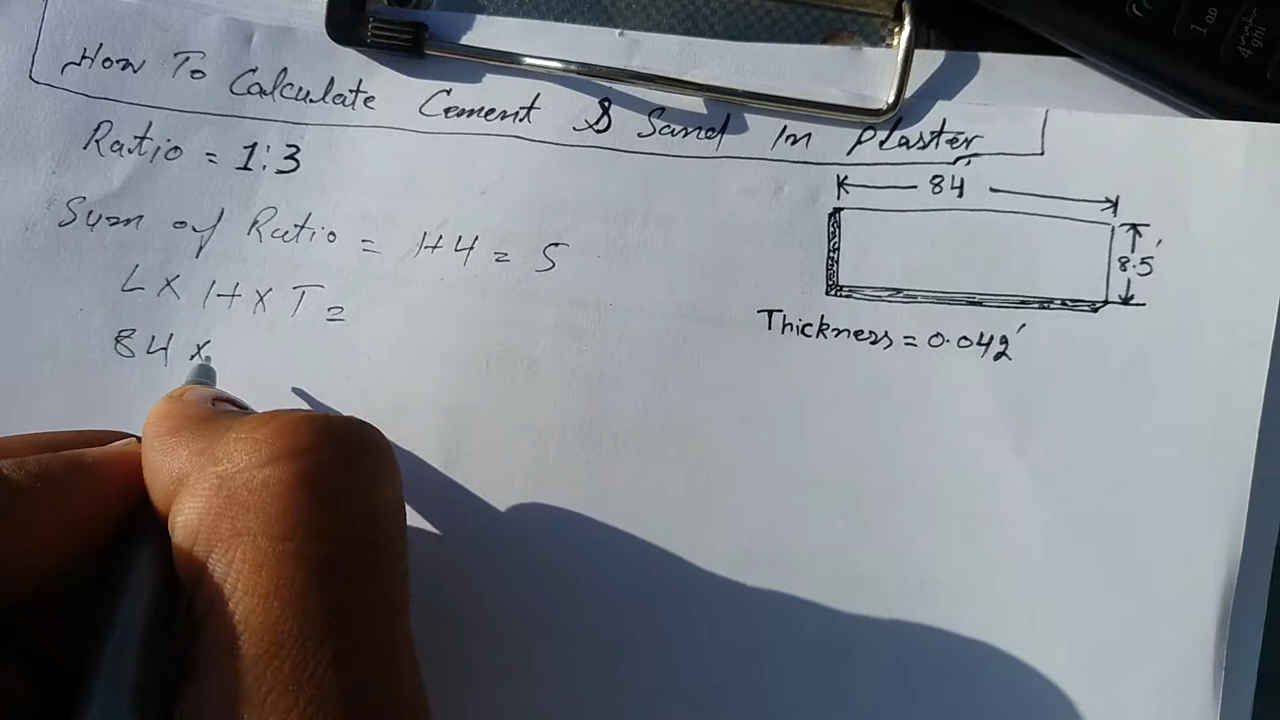 How To Calculate Cement & Sand In Plaster
Ratio = 1:3
Sum of Ratio = 1+4 = 5
L X H X T =
84 x
84'
8.5'
Thickness = 0.042'